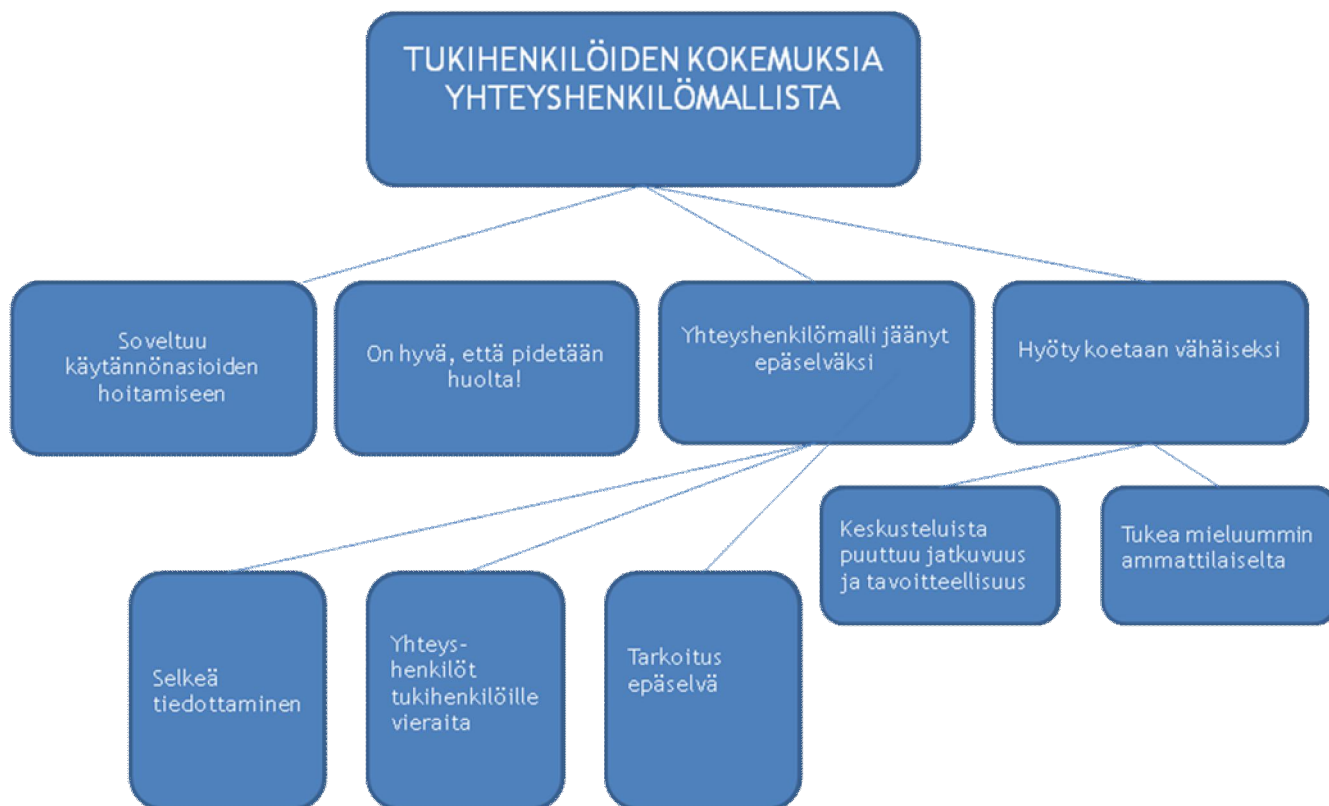 TUKIHENKILÖIDEN KOKEMUKSIA
YHTEYSHENKILÖMALLISTA
Soveltuu
käytännönasioiden
hoitamiseen
On hyvä, että pidetään
huolta!
Yhteyshenkilömalli jäänyt
epäselväksi
Hyöty koetaan vähäiseksi
Keskusteluista
puuttuu jatkuvuus
ja tavoitteellisuus
Tukea mieluummin
ammattilaiselta
Selkeä
tiedottaminen
Yhteys-
henkilöt
tukihenkilöille
vieraita
Tarkoitus
epäselvä